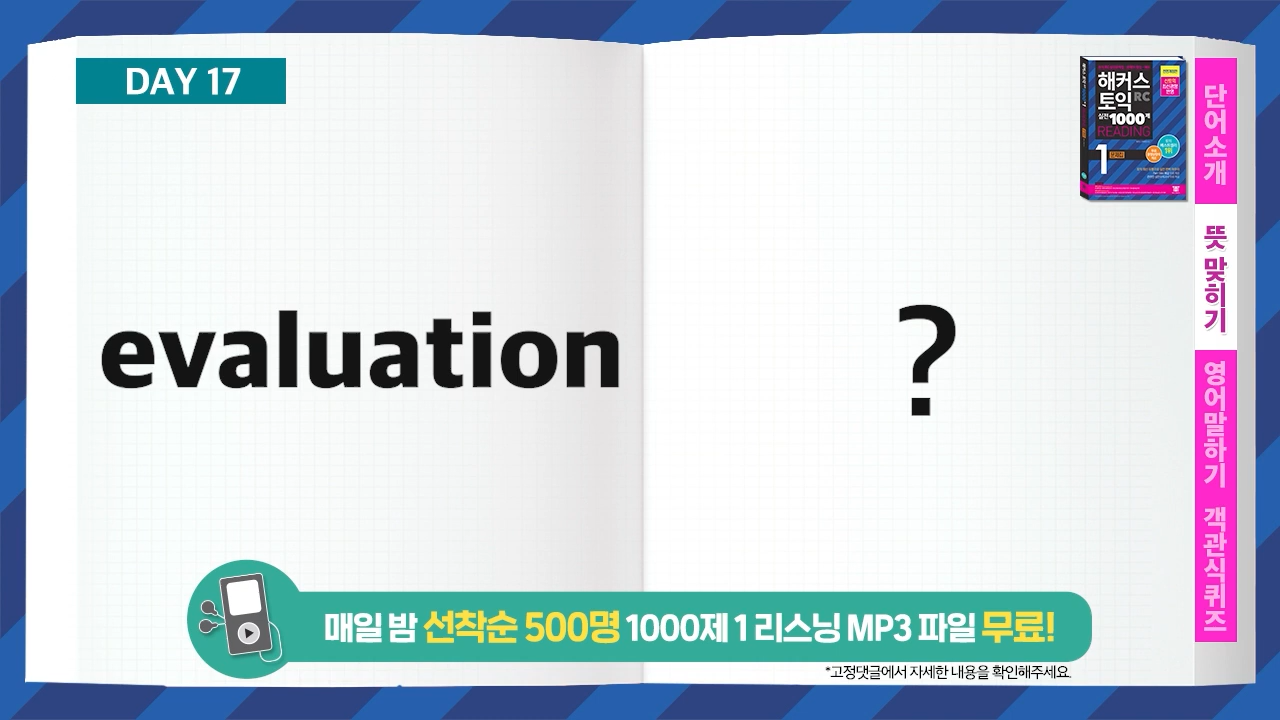 DAY 17
evaluation
?
해커스
토익 RC
실전 1000제
READING
1
문제집
단어소개
뜻 맞히기
영어말하기
객관식퀴즈
매일 밤 선착순 500명 1000제 1 리스닝 MP3 파일 무료!
*고정댓글에서 자세한 내용을 확인해주세요.